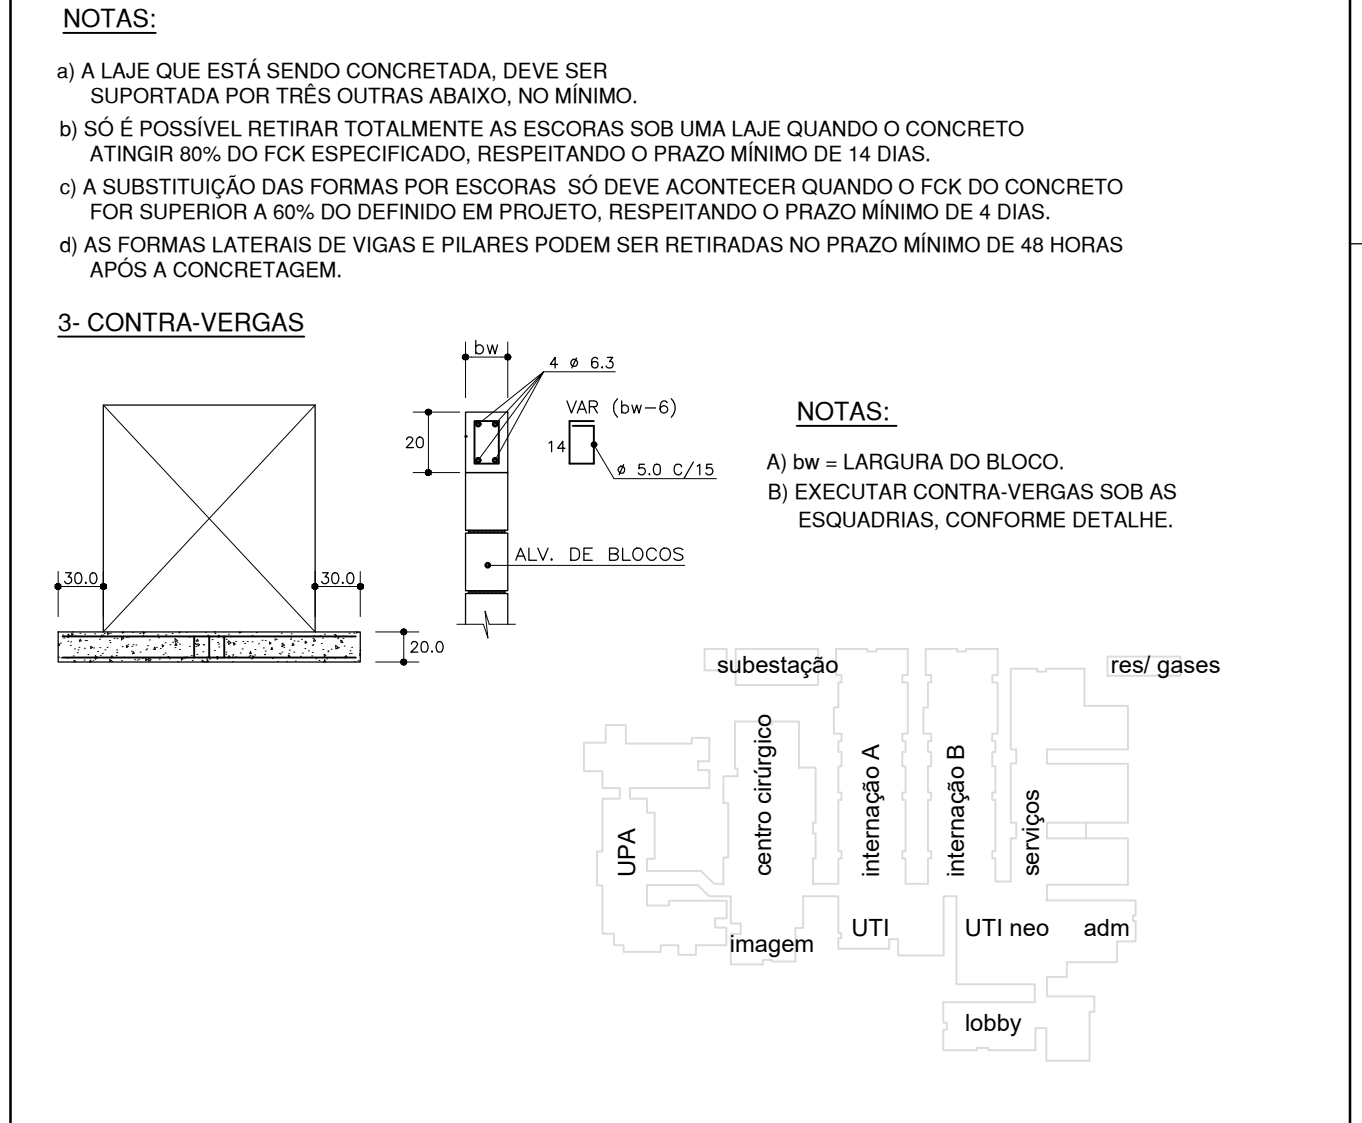 NOTAS:
a) A LAJE QUE ESTÁ SENDO CONCRETADA, DEVE SER
SUPORTADA POR TRÊS OUTRAS ABAIXO, NO MÍNIMO.
b) SÓ É POSSÍVEL RETIRAR TOTALMENTE AS ESCORAS SOB UMA LAJE QUANDO O CONCRETO
ATINGIR 80% DO FCK ESPECIFICADO, RESPEITANDO O PRAZO MÍNIMO DE 14 DIAS.
c) A SUBSTITUIÇÃO DAS FORMAS POR ESCORAS SÓ DEVE ACONTECER QUANDO O FCK DO CONCRETO
FOR SUPERIOR A 60% DO DEFINIDO EM PROJETO, RESPEITANDO O PRAZO MÍNIMO DE 4 DIAS.
d) AS FORMAS LATERAIS DE VIGAS E PILARES PODEM SER RETIRADAS NO PRAZO MÍNIMO DE 48 HORAS
APÓS A CONCRETAGEM.
3- CONTRA-VERGAS
bw
4 ø 6.3
VAR (bw-6)
20
14
ø 5.0 C/15
ALV. DE BLOCOS
30.0
30.0
20.0
NOTAS:
A) bw = LARGURA DO BLOCO.
B) EXECUTAR CONTRA-VERGAS SOB AS
ESQUADRIAS, CONFORME DETALHE.
subestação
res/ gases
centro cirúrgico
internação A
internação B
serviços
UPA
imagem
UTI
UTI neo
adm
lobby